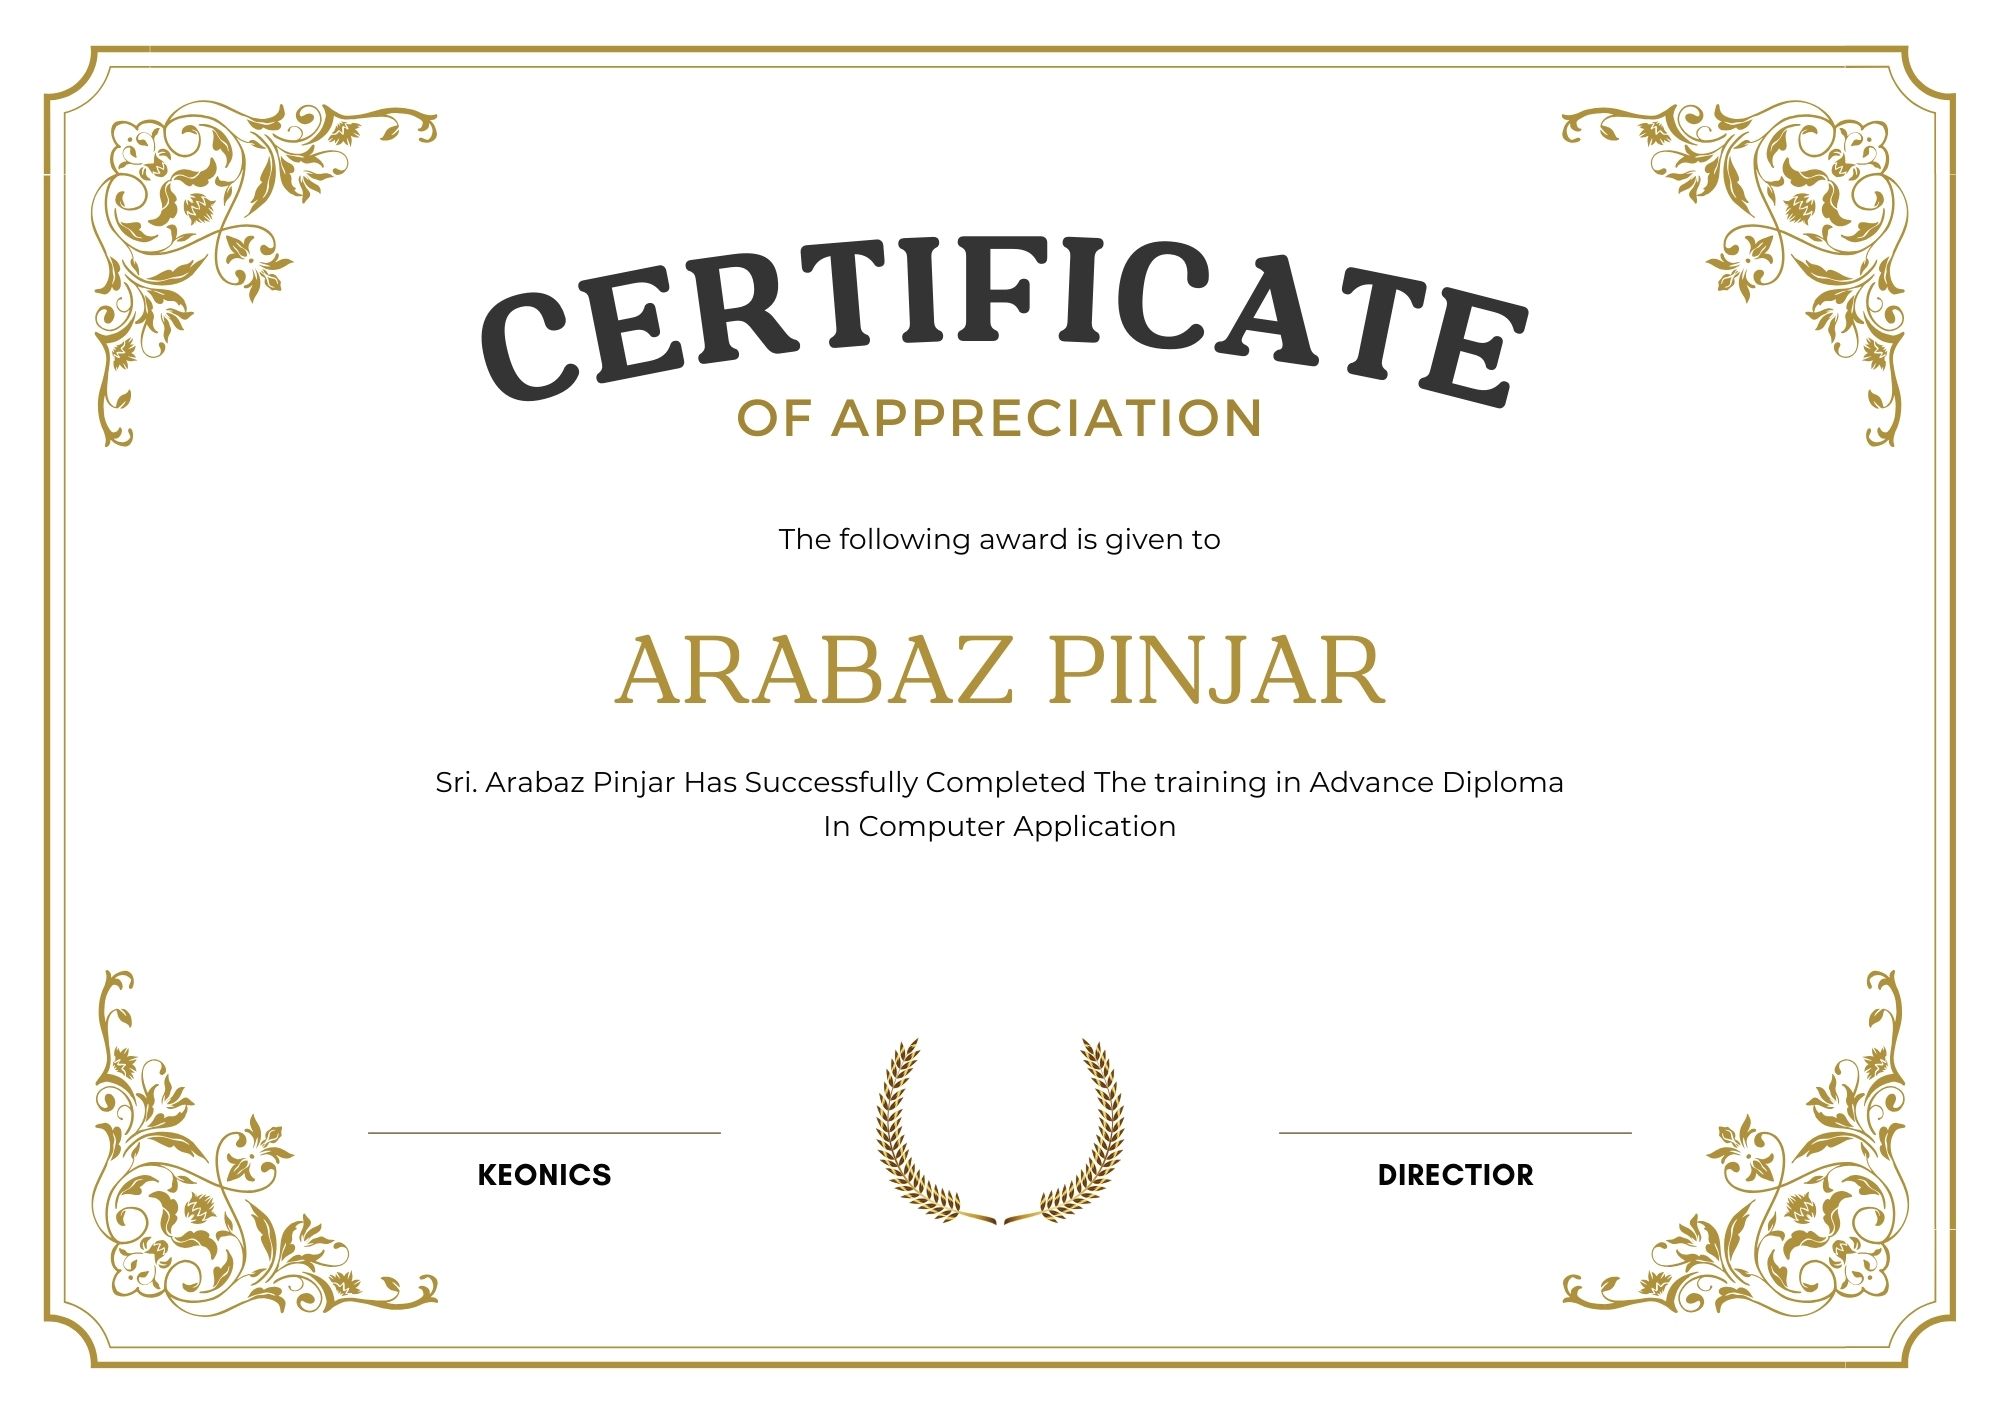 CERTIFICATE
OF APPRECIATION
The following award is given to
ARABAZ PINJAR
Sri. Arabaz Pinjar Has Successfully Completed The training in Advance Diploma
In Computer Application
KEONICS
DIRECTIOR